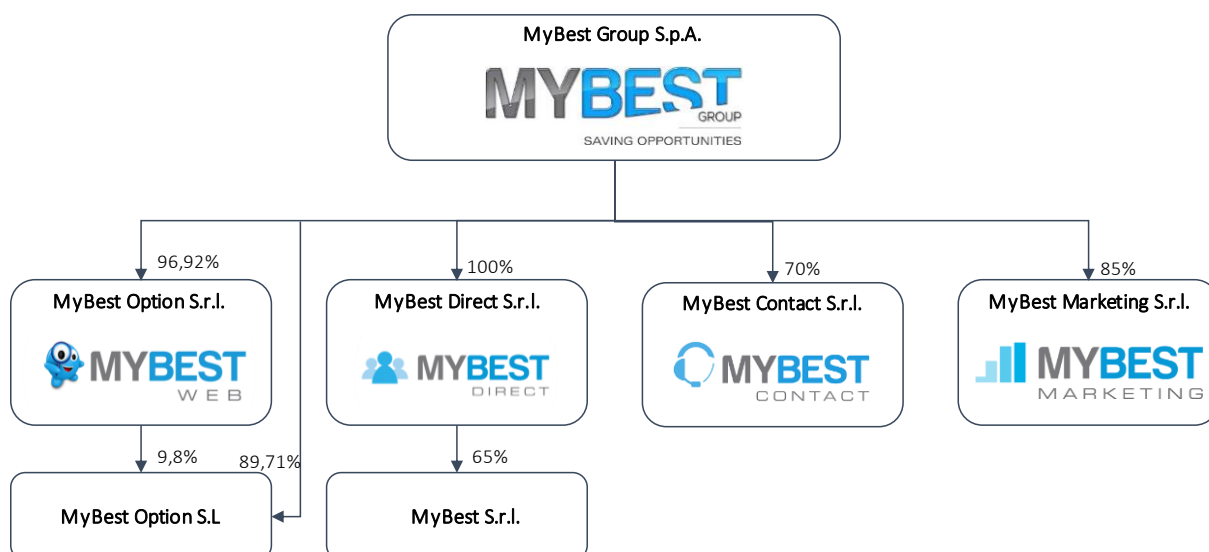 MyBest Group S.p.A.
MYBEST
GROUP
SAVING OPPORTUNITIES
96,92%
100%
70%
85%
MyBest Option S.r.l.
MYBEST
WEB
MyBest Direct S.r.l.
MYBEST
DIRECT
MyBest Contact S.r.l.
MYBEST
CONTACT
MyBest Marketing S.r.l.
MYBEST
MARKETING
9,8%
89,71%
65%
MyBest Option S.L
MyBest S.r.l.